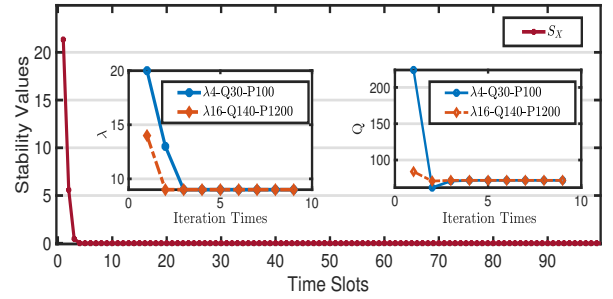 S_X
Stability Values
20
15
10
5
0
20
15
10
λ
λ4-Q30-P100
λ16-Q140-P1200
0 5 10
Iteration Times
200
100
Q
λ4-Q30-P100
λ16-Q140-P1200
0 5 10
Iteration Times
0 10 20 30 40 50 60 70 80 90
Time Slots